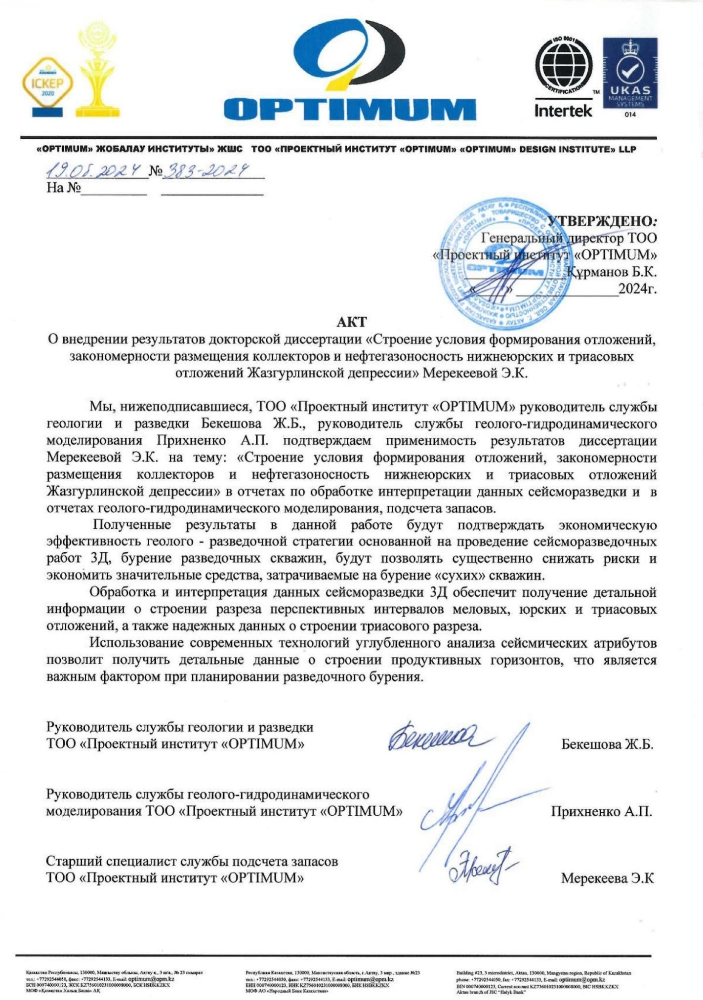 АТАМЕКЕН
ІСКЕР
2020
OPTIMUM
ISO 9001
CERTIFICATION
TM
Intertek
UKAS
MANAGEMENT
SYSTEMS
014
«OPTIMUM» ЖОБАЛАУ ИНСТИТУТЫ» ЖШС ТОО «ПРОЕКТНЫЙ ИНСТИТУТ «OPTIMUM» «OPTIMUM» DESIGN INSTITUTE» LLP
№ 383-2024
На №
УТВЕРЖДЕНО:
Генеральный директор ТОО
«Проектный институт «OPTIMUM»
Құрманов Б.К.
« » 2024г.
OPTIMUM
АКТ
О внедрении результатов докторской диссертации «Строение условия формирования отложений,
закономерности размещения коллекторов и нефтегазоносность нижнеюрских и триасовых
отложений Жазгурлинской депрессии» Мерекеевой Э.К.
Мы, нижеподписавшиеся, ТОО «Проектный институт «OPTIMUM» руководитель службы
геологии и разведки Бекешова Ж.Б., руководитель службы геолого-гидродинамического
моделирования Прихненко А.П. подтверждаем применимость результатов диссертации
Мерекеевой Э.К. на тему: «Строение условия формирования отложений, закономерности
размещения коллекторов и нефтегазоносность нижнеюрских и триасовых отложений
Жазгурлинской депрессии» в отчетах по обработке интерпретации данных сейсморазведки и в
отчетах геолого-гидродинамического моделирования, подсчета запасов.
Полученные результаты в данной работе будут подтверждать экономическую
эффективность геолого - разведочной стратегии основанной на проведение сейсморазведочных
работ 3Д, бурение разведочных скважин, будут позволять существенно снижать риски и
экономить значительные средства, затрачиваемые на бурение «сухих» скважин.
Обработка и интерпретация данных сейсморазведки 3Д обеспечит получение детальной
информации о строении разреза перспективных интервалов меловых, юрских и триасовых
отложений, а также надежных данных о строении триасового разреза.
Использование современных технологий углубленного анализа сейсмических атрибутов
позволит получить детальные данные о строении продуктивных горизонтов, что является
важным фактором при планировании разведочного бурения.
Руководитель службы геологии и разведки
ТОО «Проектный институт «OPTIMUM» Бекешова Бекешова Ж.Б.
Руководитель службы геолого-гидродинамического
моделирования ТОО «Проектный институт «OPTIMUM» Прихненко А.П.
Старший специалист службы подсчета запасов
ТОО «Проектный институт «OPTIMUM» Мерекеева Э.К
Қазақстан Республикасы, 130000, Маңғыстау облысы, Ақтау қ., 3 ш/а., № 23 ғимарат
тел.: +77292544050, факс: +77292544133, E-mail: optimum@opm.kz
БСН 000740000123, ЖСК KZ756010231000008000, БСК HSBKKZKX
МОФ «Қазақстан Халық Банкі» АҚ
Республика Казахстан, 130000, Мангистауская область, г.Актау, 3 мкр., здание №23
тел.: +77292544050, факс: +77292544133, E-mail: optimum@opm.kz
БИН 000740000123, ИИК KZ756010231000008000, БИК HSBKKZKX
МОФ АО «Народный Банк Казахстана»
Building #23, 3 microdistrict, Aktau, 130000, Mangystau region, Republic of Kazakhstan
phone: +77292544050, fax: +77292544133, E-mail: optimum@opm.kz
BIN 000740000123, Current account KZ756010231000008000, BIC HSBKKZKX
Aktau branch of JSC "Halyk Bank"